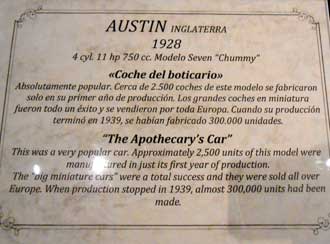 AUSTIN INGLATERRA
1928
4 cyl. 11 hp 750 cc. Modelo Seven "Chummy"
«Coche del boticario»
Absolutamente popular. Cerca de 2.500 coches de este modelo se fabricaron
solo en su primer año de producción. Los grandes coches en miniatura
fueron todo un éxito y se vendieron por toda Europa. Cuando su producción
terminó en 1939, se habían fabricado 300.000 unidades.
"The Apothecary's Car"
This was a very popular car. Approximately 2,500 units of this model were
manufactured in just its first year of production.
The "big miniature cars" were a total success and they were sold all over
Europe. When production stopped in 1939, almost 300,000 units had been
made.